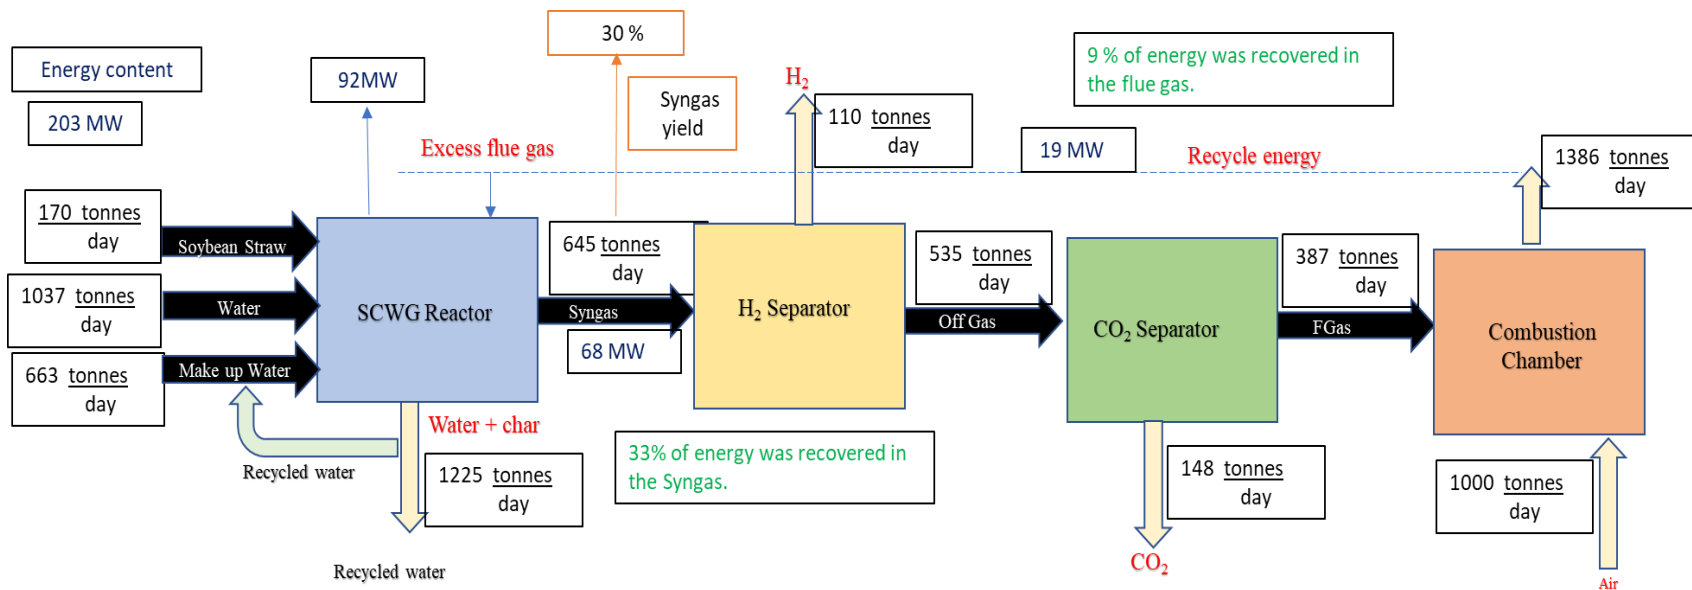 Energy content
203 MW
92MW
30 %
Syngas
yield
H2
110 tonnes
day
9 % of energy was recovered in
the flue gas.
Excess flue gas
19 MW
Recycle energy
1386 tonnes
day
170 tonnes
day
Soybean Straw
1037 tonnes
day
Water
663 tonnes
day
Make up Water
SCWG Reactor
645 tonnes
day
Syngas
68 MW
H2 Separator
535 tonnes
day
Off Gas
CO2 Separator
387 tonnes
day
FGas
Combustion
Chamber
Water + char
Recycled water
1225 tonnes
day
Recycled water
33% of energy was recovered in
the Syngas.
148 tonnes
day
CO2
1000 tonnes
day
Air